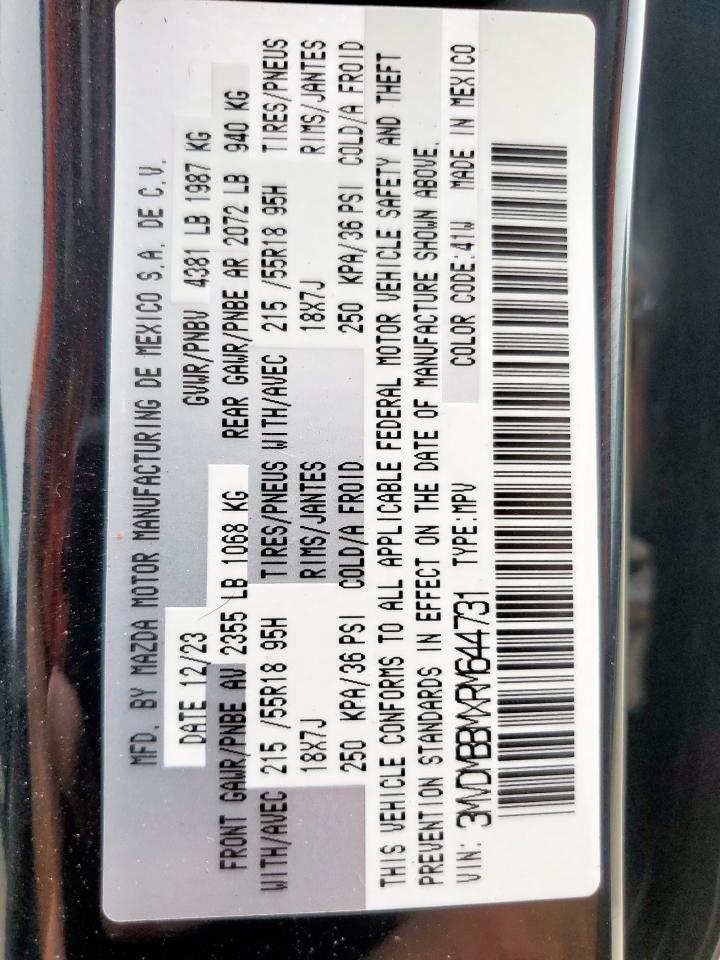 MFD. BY MAZDA MOTOR MANUFACTURING DE MEXICO S.A. DE C.V.
DATE 12/23 GVWR/PNBV 4381 LB 1987 KG
FRONT GAWR/PNBE AV 2355 LB 1068 KG REAR GAWR/PNBE AR 2072 LB 940 KG
WITH/AVEC 215 /55R18 95H TIRES/PNEUS WITH/AVEC 215 /55R18 95H TIRES/PNEUS
18X7J RIMS/JANTES 18X7J RIMS/JANTES
250 KPA/36 PSI COLD/A FROID 250 KPA/36 PSI COLD/A FROID
THIS VEHICLE CONFORMS TO ALL APPLICABLE FEDERAL MOTOR VEHICLE SAFETY AND THEFT
PREVENTION STANDARDS IN EFFECT ON THE DATE OF MANUFACTURE SHOWN ABOVE.
VIN: 3MVDMBBMXRM644731 TYPE:MPV COLOR CODE:41W MADE IN MEXICO